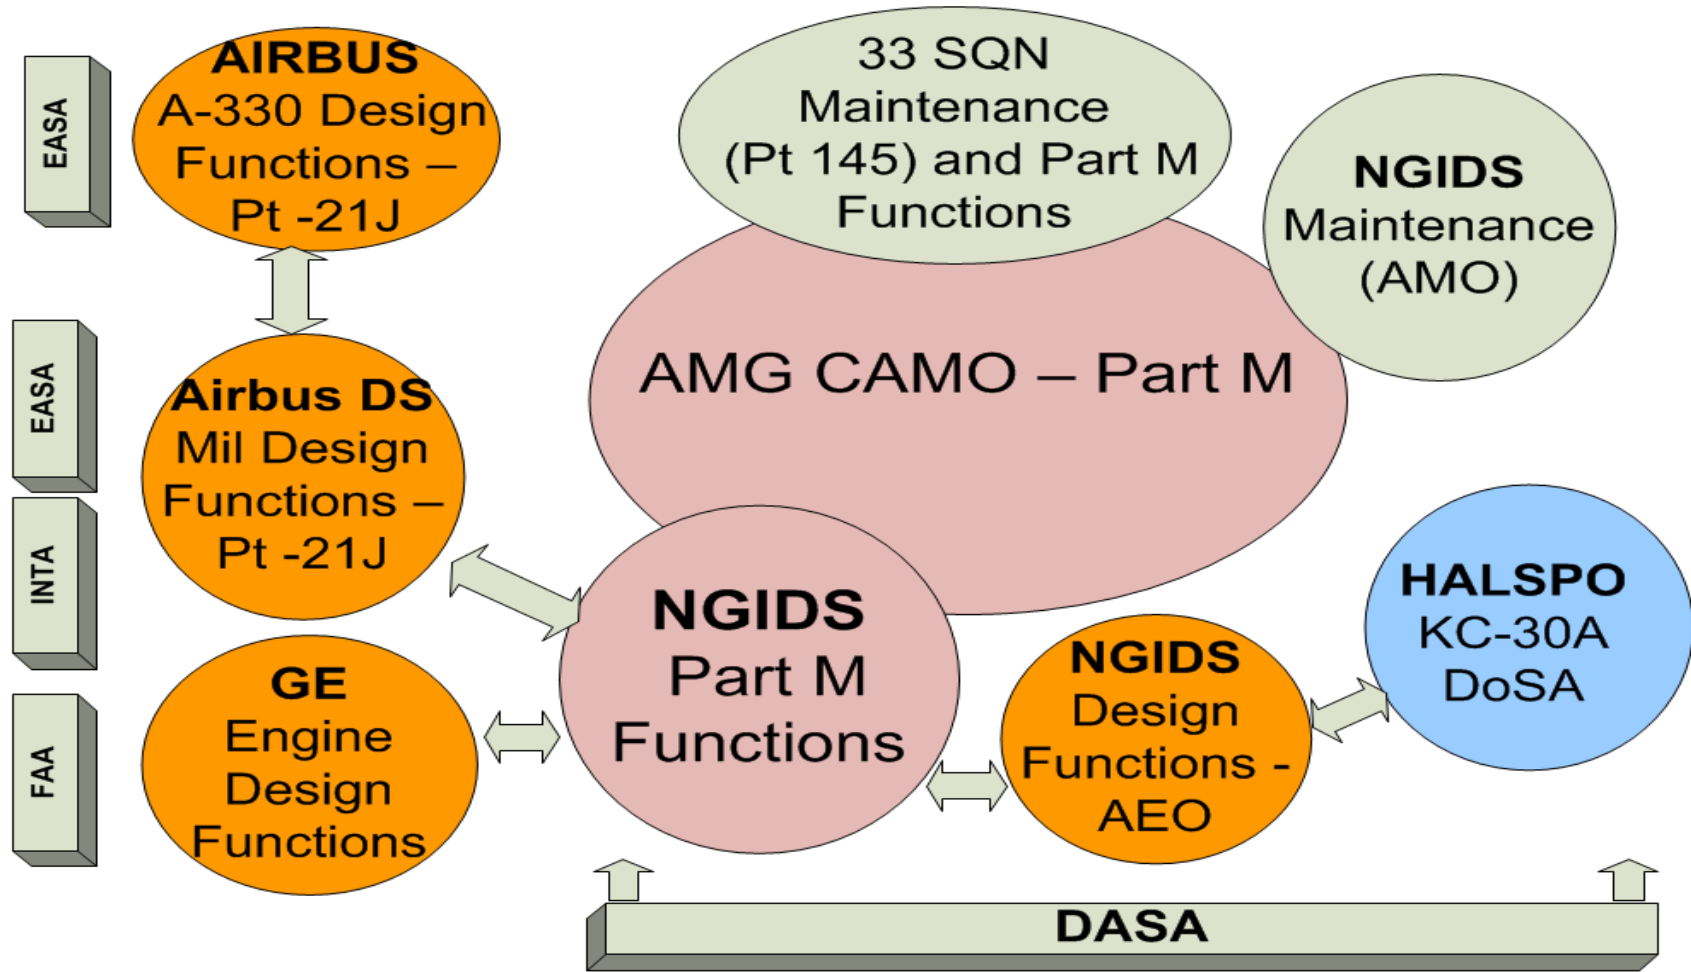 EASA
AIRBUS
A-330 Design
Functions –
Pt -21J
33 SQN
Maintenance
(Pt 145) and Part M
Functions
NGIDS
Maintenance
(AMO)
AMG CAMO – Part M
EASA
Airbus DS
Mil Design
Functions –
Pt -21J
INTA
HALSPO
KC-30A
DoSA
NGIDS
Part M
Functions
NGIDS
Design
Functions -
AEO
FAA
GE
Engine
Design
Functions
DASA